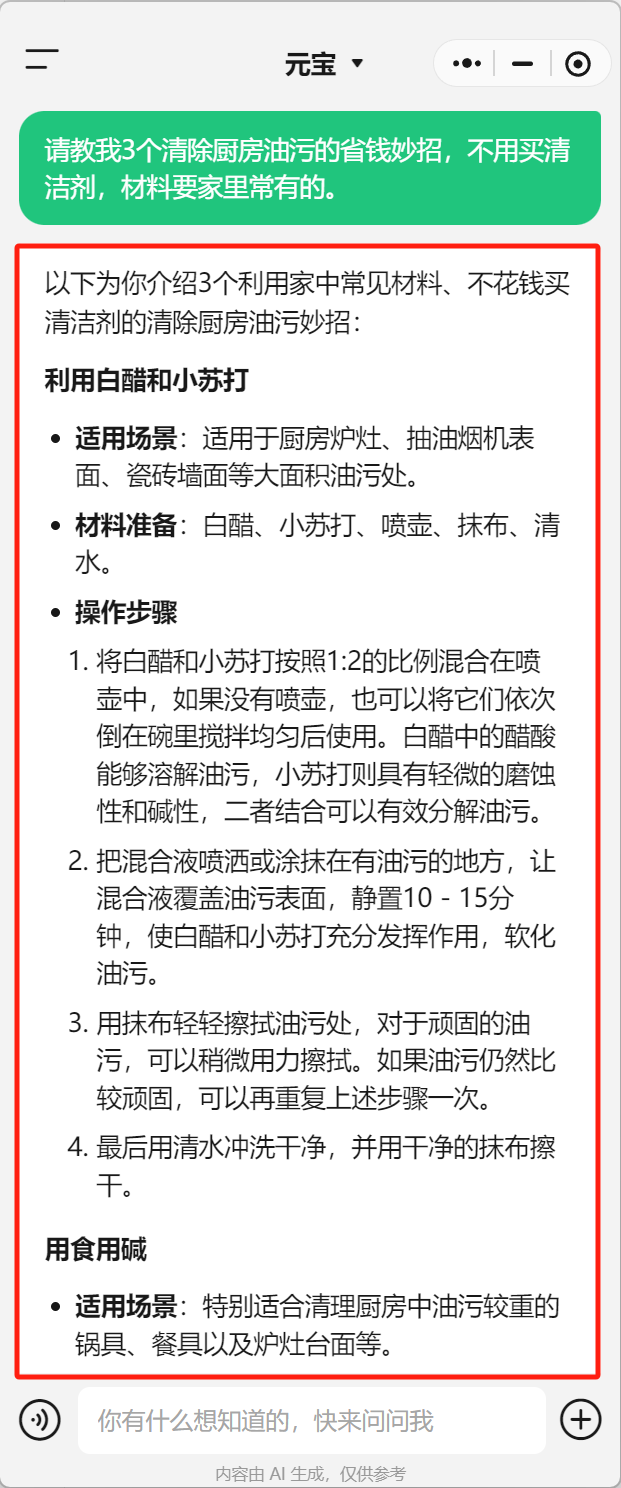 元宝
请教我3个清除厨房油污的省钱妙招，不用买清
洁剂，材料要家里常有的。
以下为你介绍3个利用家中常见材料、不花钱买
清洁剂的清除厨房油污妙招：
利用白醋和小苏打
• 适用场景：适用于厨房炉灶、抽油烟机表
面、瓷砖墙面等大面积油污处。
• 材料准备：白醋、小苏打、喷壶、抹布、清
水。
• 操作步骤
1. 将白醋和小苏打按照1:2的比例混合在喷
壶中，如果没有喷壶，也可以将它们依次
倒在碗里搅拌均匀后使用。白醋中的醋酸
能够溶解油污，小苏打则具有轻微的磨蚀
性和碱性，二者结合可以有效分解油污。
2. 把混合液喷洒或涂抹在有油污的地方，让
混合液覆盖油污表面，静置10 - 15分
钟，使白醋和小苏打充分发挥作用，软化
油污。
3. 用抹布轻轻擦拭油污处，对于顽固的油
污，可以稍微用力擦拭。如果油污仍然比
较顽固，可以再重复上述步骤一次。
4. 最后用清水冲洗干净，并用干净的抹布擦
干。
用食用碱
• 适用场景：特别适合清理厨房中油污较重的
锅具、餐具以及炉灶台面等。
你有什么想知道的，快来问问我
内容由 AI 生成，仅供参考